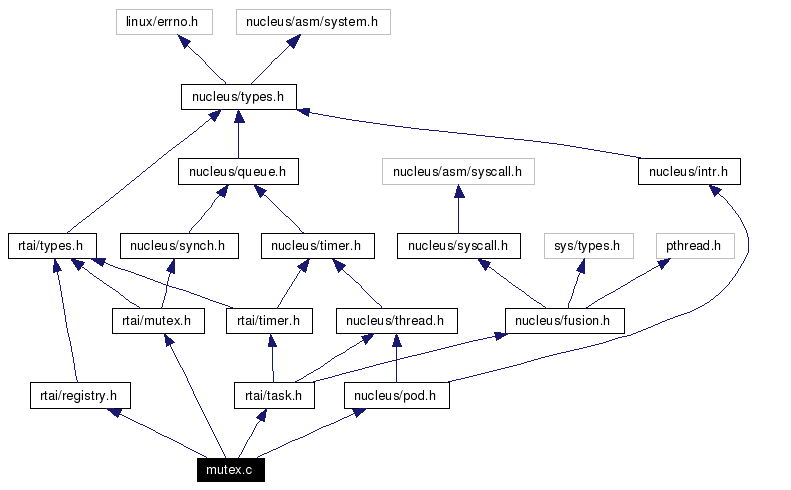 linux/errno.h nucleus/asm/system.h
nucleus/types.h
nucleus/queue.h nucleus/asm/syscall.h nucleus/intr.h
rtai/types.h nucleus/synch.h nucleus/timer.h nucleus/syscall.h sys/types.h pthread.h
rtai/mutex.h rtai/timer.h nucleus/thread.h nucleus/fusion.h
rtai/registry.h rtai/task.h nucleus/pod.h
mutex.c